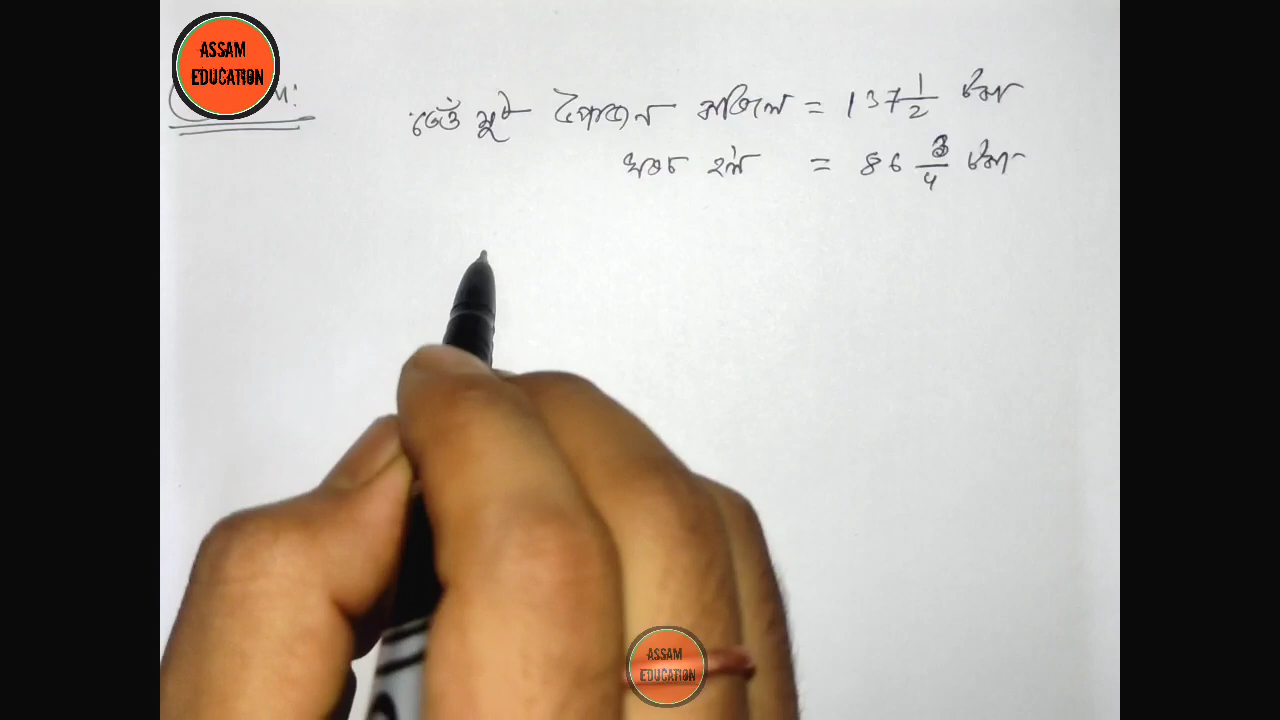 ASSAM
EDUCATION
তেওঁ মুঠ উপাৰ্জন কৰিলে = 137 1/2 টকা
খৰচ হ'ল = 86 3/4 টকা
ASSAM
EDUCATION